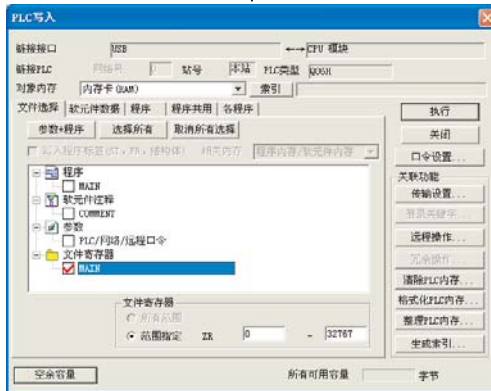 PLC写入
链接接口 USB ←→ CPU 模块
链接PLC 网络号 0 站号 本站 PLC类型 Q06H
对象内存 内存卡(RAM) 索引
文件选择 软元件数据 程序 程序共用 各程序
参数+程序 选择所有 取消所有选择
写入程序标签(ST，FB，结构体) 相关内存 程序内存/软元件内存
程序
MAIN
软元件注释
COMMENT
参数
PLC/网络/远程口令
文件寄存器
MAIN
文件寄存器
所有范围
范围指定 ZR 0 - 32767
执行
关闭
口令设置...
关联功能
传输设置...
登录关键字...
远程操作...
冗余操作...
清除PLC内存...
格式化PLC内存...
整理PLC内存...
生成索引...
空余容量 所有可用容量 字节